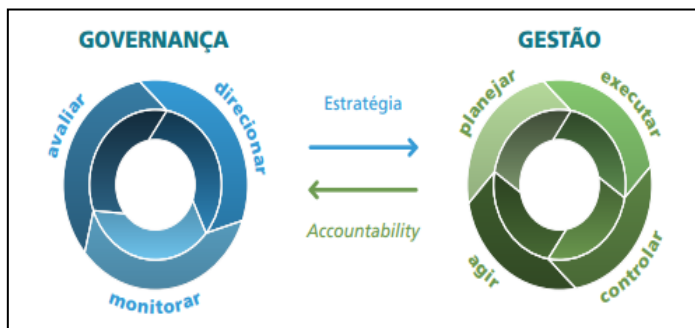 GOVERNANÇA
GESTÃO
avaliar
direcionar
monitorar
Estratégia
Accountability
planejar
executar
agir
controlar